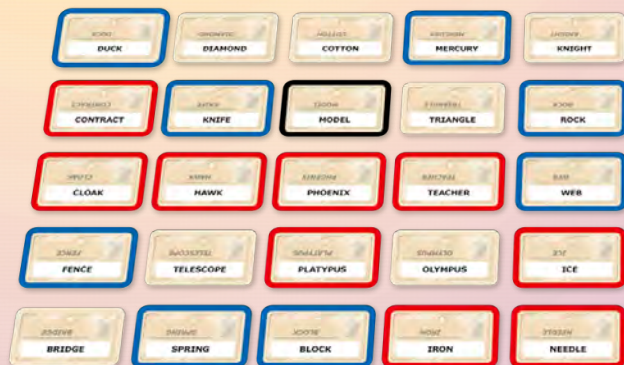 DUCK DIAMOND COTTON MERCURY KNIGHT
CONTRACT KNIFE MODEL TRIANGLE ROCK
CLOAK HAWK PHOENIX TEACHER WEB
FENCE TELESCOPE PLATYPUS OLYMPUS ICE
BRIDGE SPRING BLOCK IRON NEEDLE